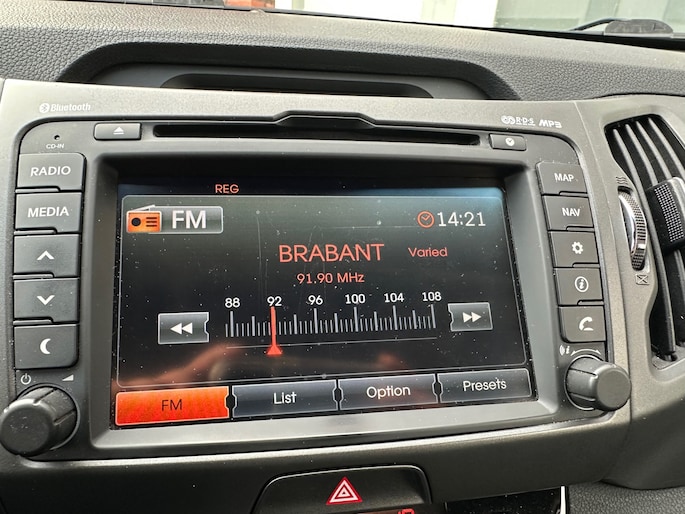 Bluetooth
R·D·S MP3
CD-IN
RADIO
MEDIA
MAP
NAV
REG
FM
14:21
BRABANT Varied
91.90 MHz
88 92 96 100 104 108
FM List Option Presets